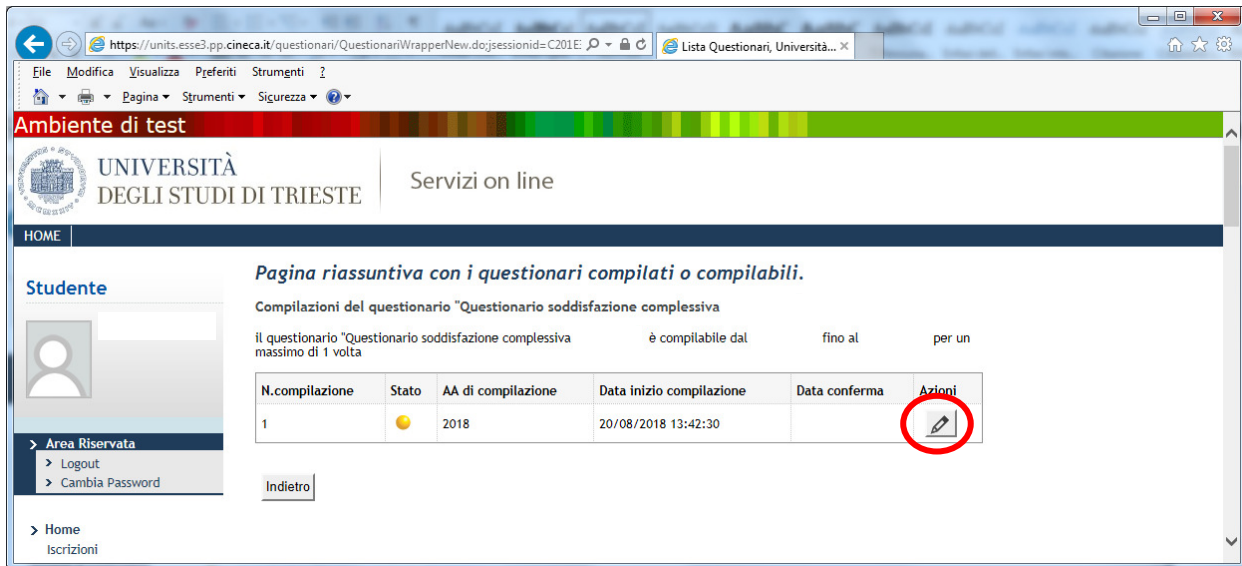 https://units.esse3.pp.cineca.it/questionari/QuestionariWrapperNew.do;jsessionid=C201E:
Lista Questionari, Università...
File Modifica Visualizza Preferiti Strumenti ?
Pagina Strumenti Sicurezza
Ambiente di test
UNIVERSITÀ
DEGLI STUDI DI TRIESTE
Servizi on line
HOME
Studente
Pagina riassuntiva con i questionari compilati o compilabili.
Compilazioni del questionario "Questionario soddisfazione complessiva
il questionario "Questionario soddisfazione complessiva è compilabile dal fino al per un
massimo di 1 volta
N.compilazione Stato AA di compilazione Data inizio compilazione Data conferma Azioni
1 2018 20/08/2018 13:42:30
Indietro
Area Riservata
Logout
Cambia Password
Home
Iscrizioni